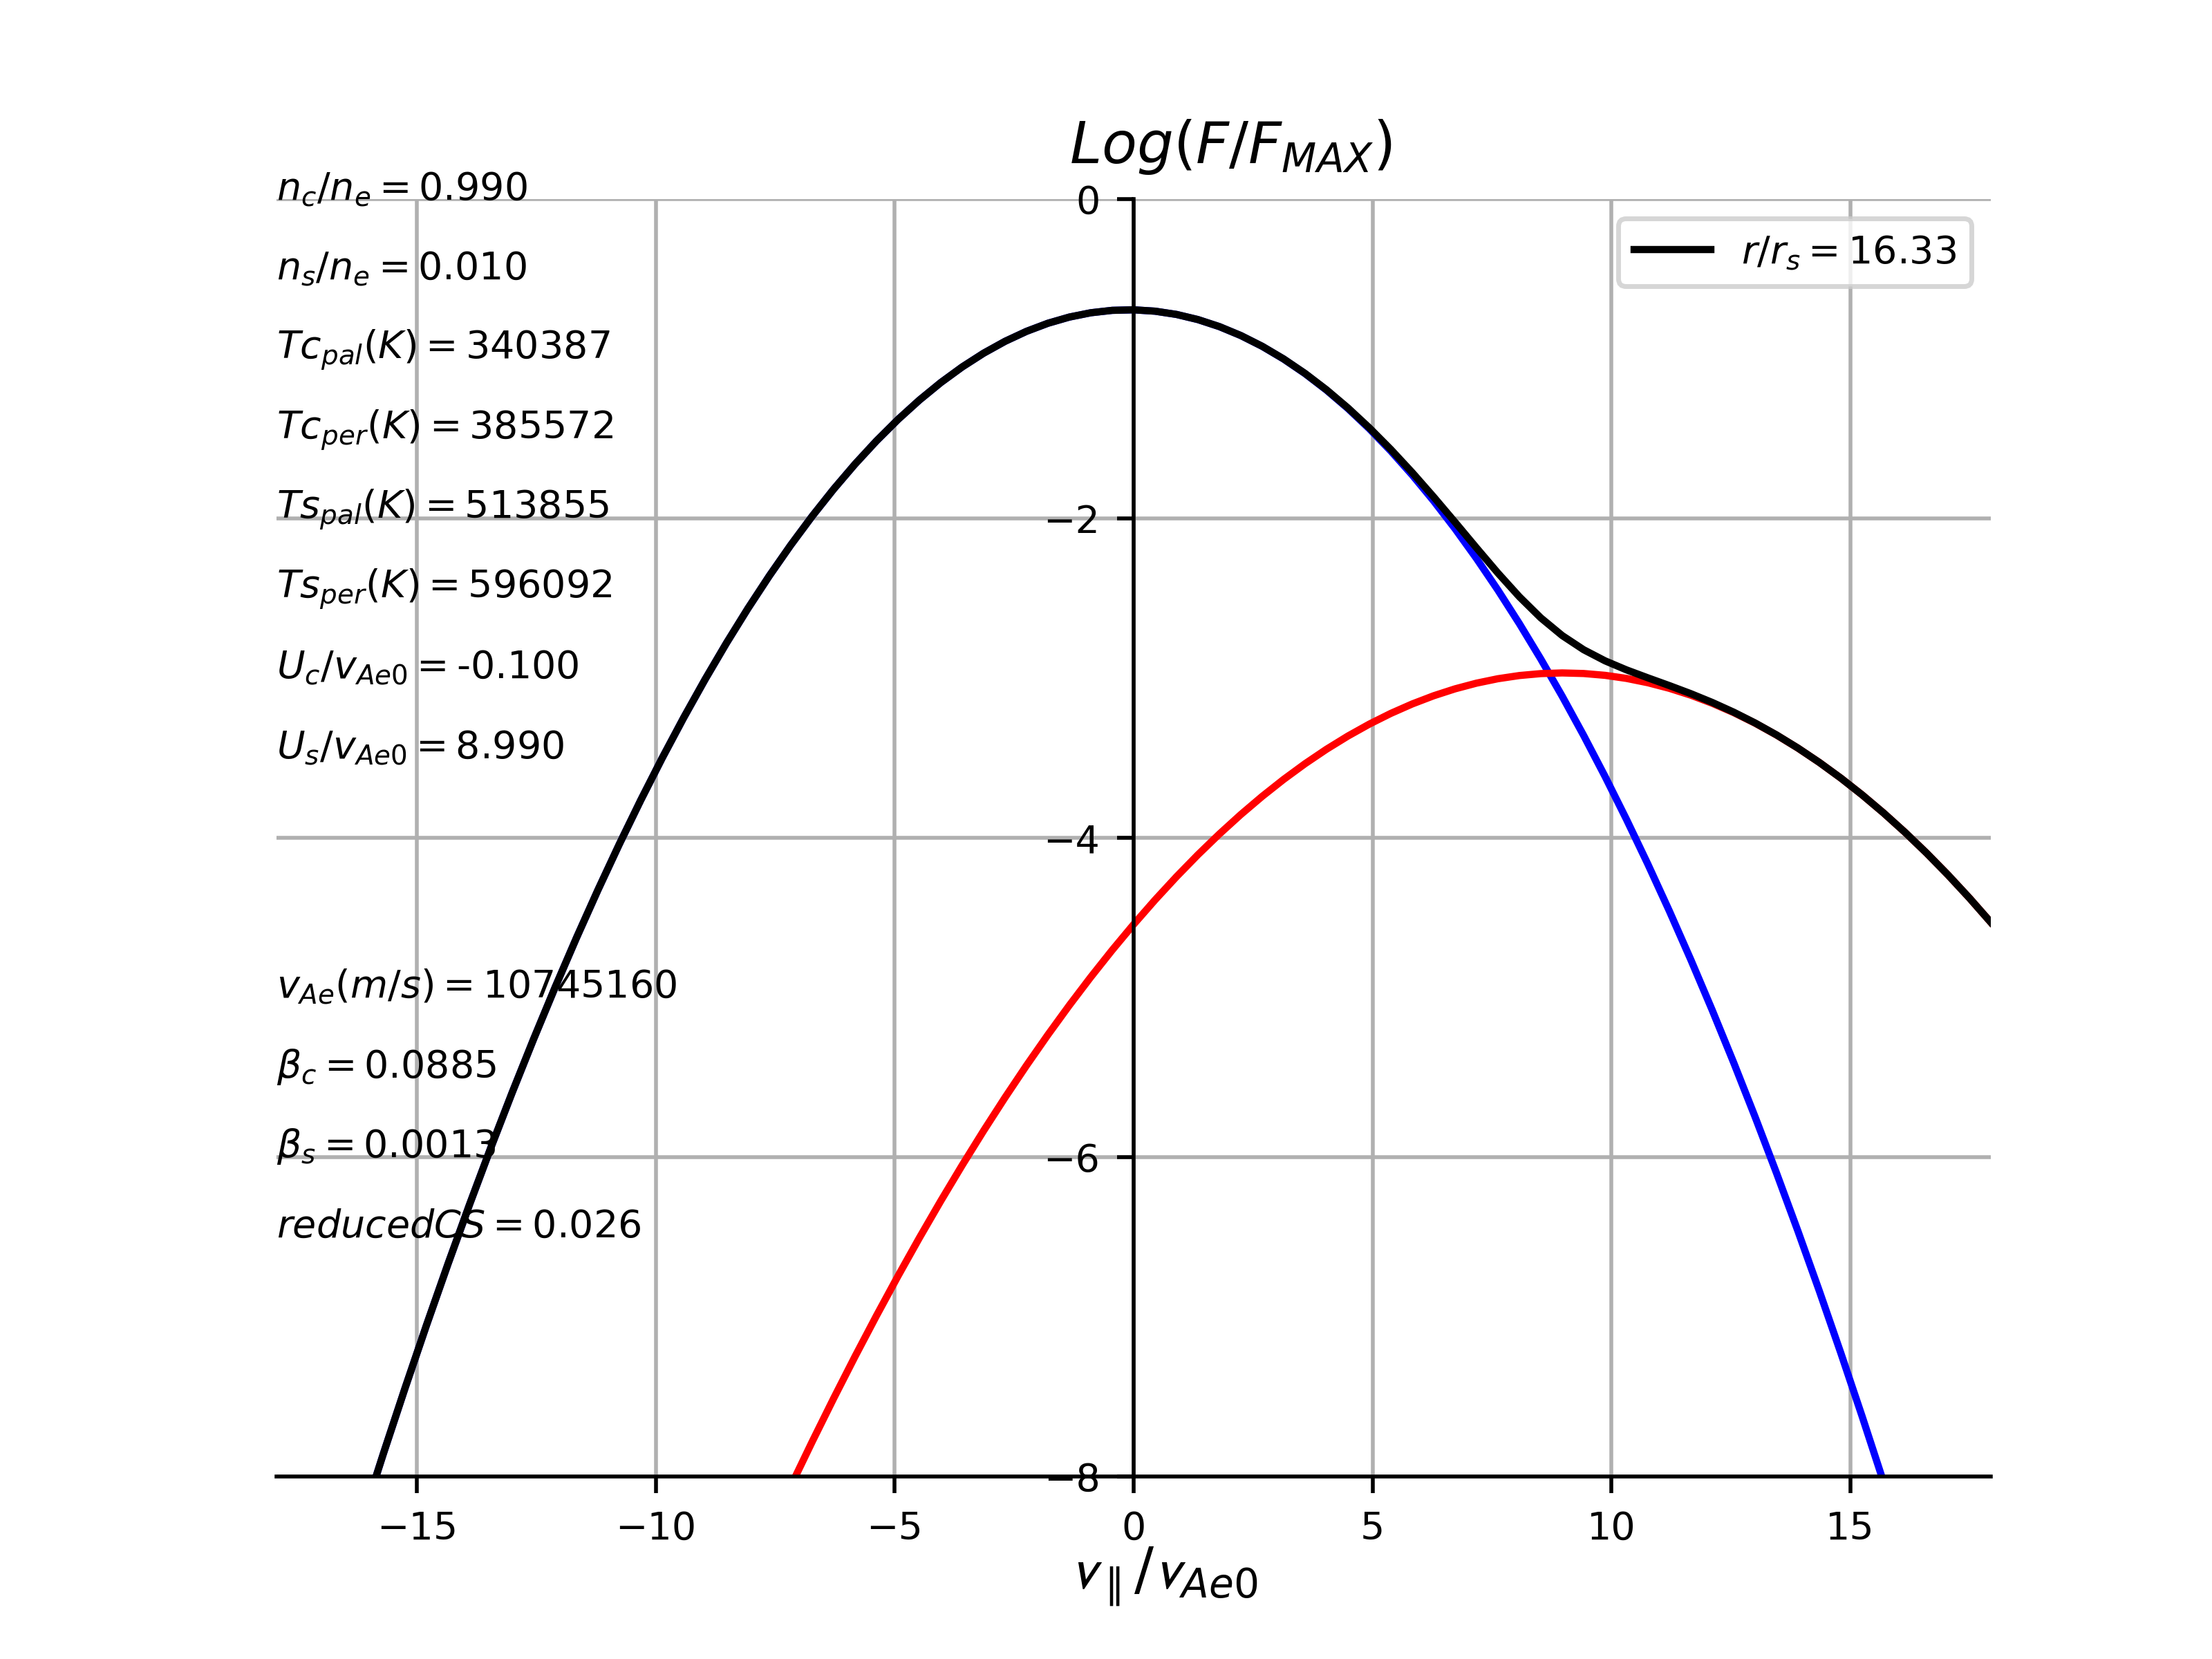 Log(F/F_MAX)
n_c/n_e = 0.990
n_s/n_e = 0.010
Tc_pal(K) = 340387
Tc_per(K) = 385572
Ts_pal(K) = 513855
Ts_per(K) = 596092
U_c/v_Ae0 = -0.100
U_s/v_Ae0 = 8.990
v_Ae(m/s) = 10745160
β_c = 0.0885
β_s = 0.0013
reducedCS = 0.026
r/r_s = 16.33
0
−2
−4
−6
−8
−15 −10 −5 0 5 10 15
v_∥/v_Ae0